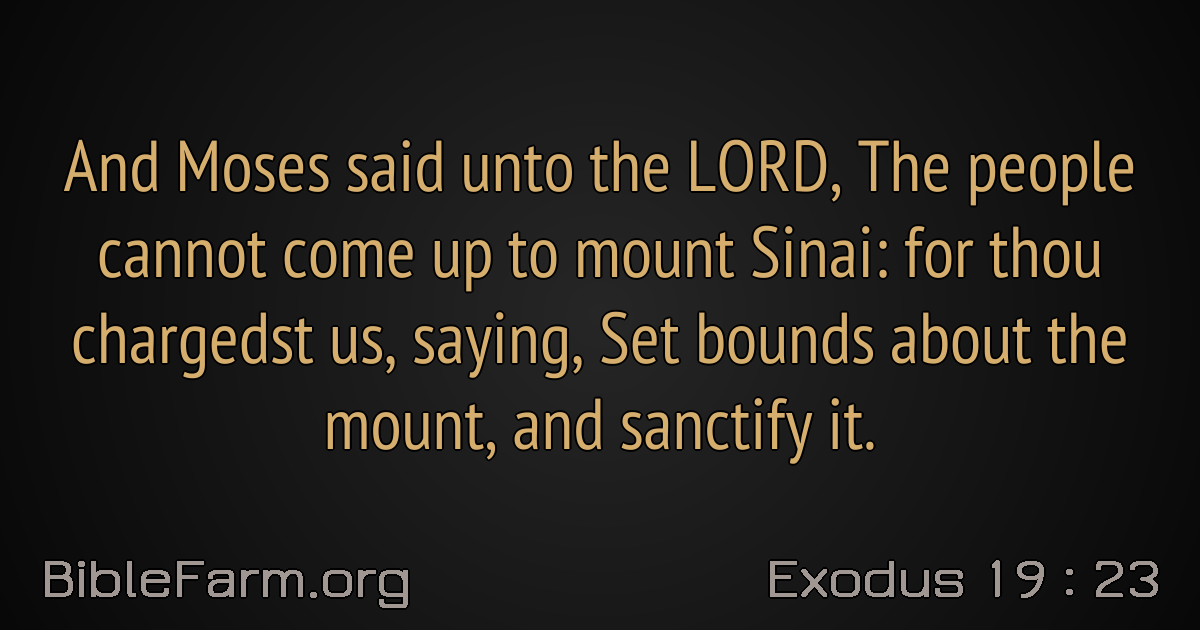 And Moses said unto the LORD, The people
cannot come up to mount Sinai: for thou
chargedst us, saying, Set bounds about the
mount, and sanctify it.
BibleFarm.org
Exodus 19 : 23